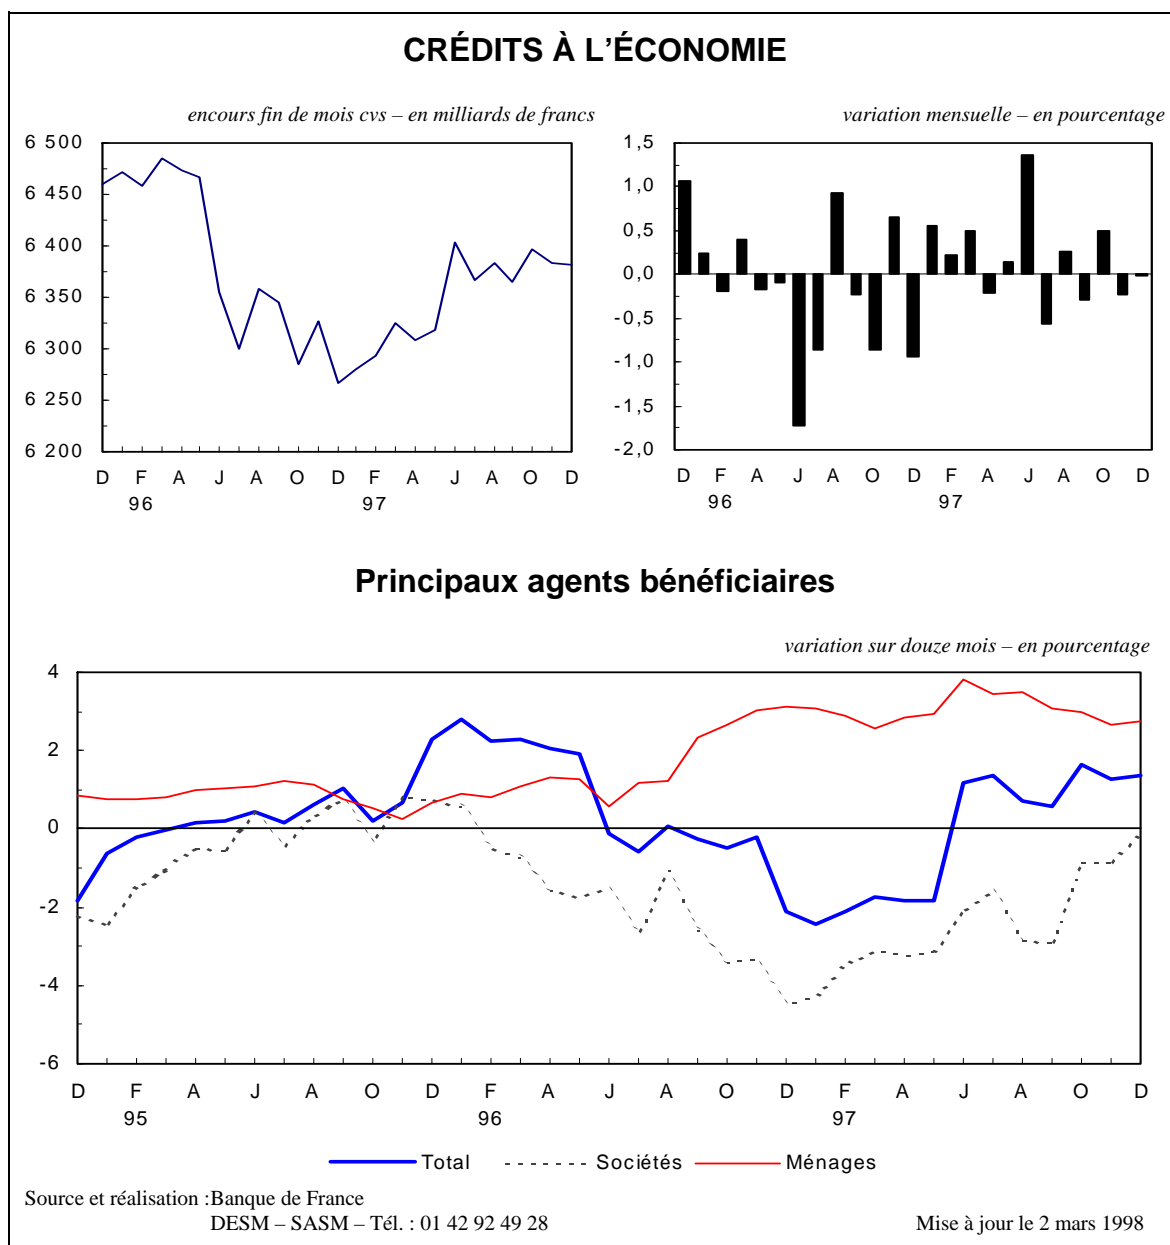 CRÉDITS À L’ÉCONOMIE
encours fin de mois cvs – en milliards de francs
6 500
6 450
6 400
6 350
6 300
6 250
6 200
D F A J A O D F A J A O D
96 97
variation mensuelle – en pourcentage
1,5
1,0
0,5
0,0
-0,5
-1,0
-1,5
-2,0
D F A J A O D F A J A O D
96 97
Principaux agents bénéficiaires
variation sur douze mois – en pourcentage
4
2
0
-2
-4
-6
D F A J A O D F A J A O D F A J A O D
95 96 97
Total Sociétés Ménages
Source et réalisation :Banque de France
DESM – SASM – Tél. : 01 42 92 49 28 Mise à jour le 2 mars 1998